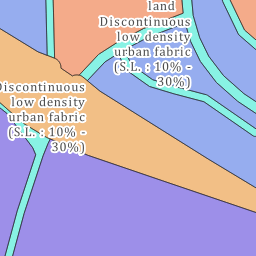 land
Discontinuous
low density
urban fabric
(S.L. : 10% -
30%)
Discontinuous
low density
urban fabric
(S.L. : 10% -
30%)